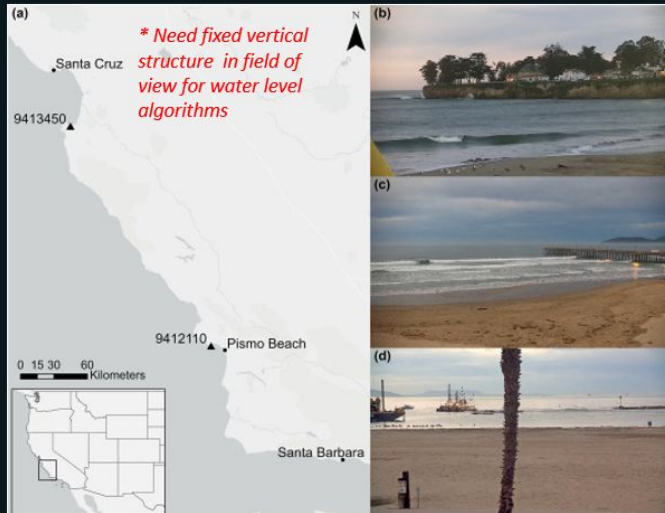 (a)
N
* Need fixed vertical
structure in field of
view for water level
algorithms
Santa Cruz
9413450
9412110
Pismo Beach
0 15 30 60
Kilometers
Santa Barbara
(b)
(c)
(d)